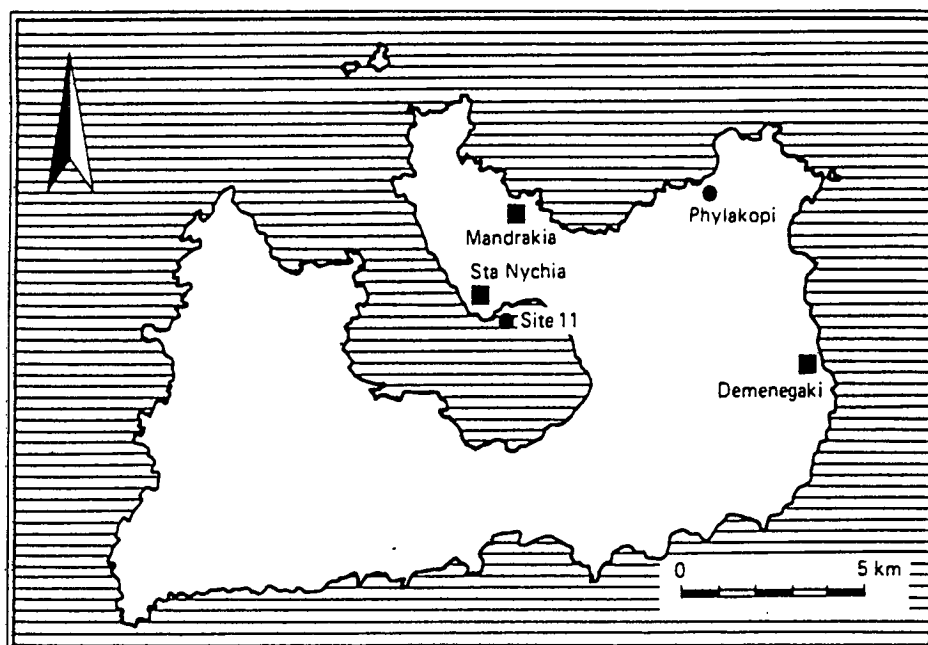 Phylakopi
Mandrakia
Sta Nychia
Site 11
Demenegaki
0 5 km